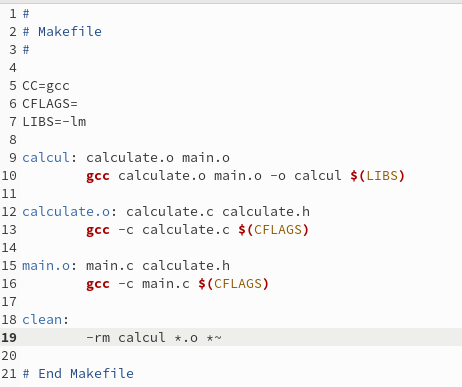 1 #
2 # Makefile
3 #
4
5 CC=gcc
6 CFLAGS=
7 LIBS=-lm
8
9 calcul: calculate.o main.o
10 gcc calculate.o main.o -o calcul $(LIBS)
11
12 calculate.o: calculate.c calculate.h
13 gcc -c calculate.c $(CFLAGS)
14
15 main.o: main.c calculate.h
16 gcc -c main.c $(CFLAGS)
17
18 clean:
19 -rm calcul *.o *~
20
21 # End Makefile